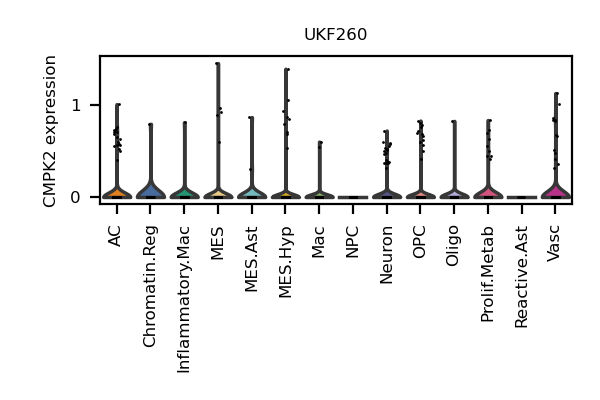 UKF260
CMPK2 expression
1
0
AC
Chromatin.Reg
Inflammatory.Mac
MES
MES.Ast
MES.Hyp
Mac
NPC
Neuron
OPC
Oligo
Prolif.Metab
Reactive.Ast
Vasc